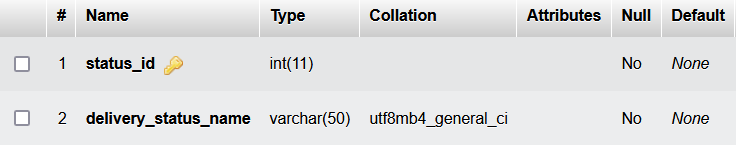 # Name Type Collation Attributes Null Default
1 status_id int(11) No None
2 delivery_status_name varchar(50) utf8mb4_general_ci No None